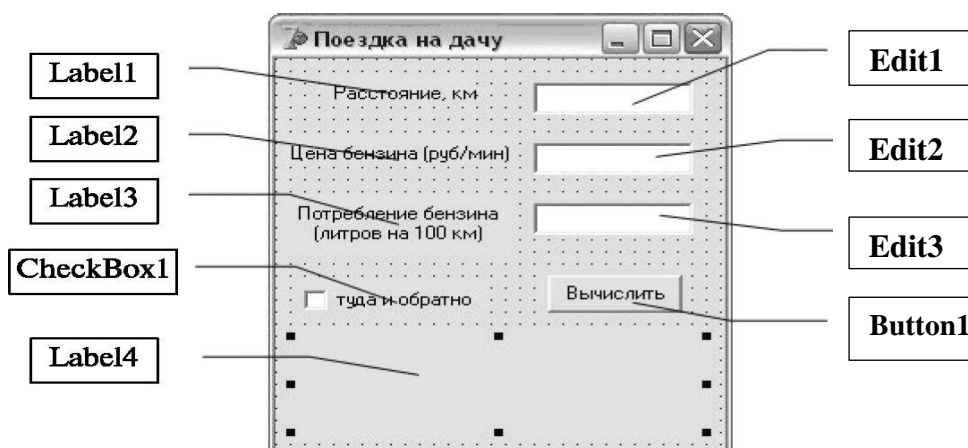 Поездка на дачу
Label1
Расстояние, км
Edit1
Label2
Цена бензина (руб/мин)
Edit2
Label3
Потребление бензина
(литров на 100 км)
Edit3
CheckBox1
туда и обратно
Вычислить
Button1
Label4